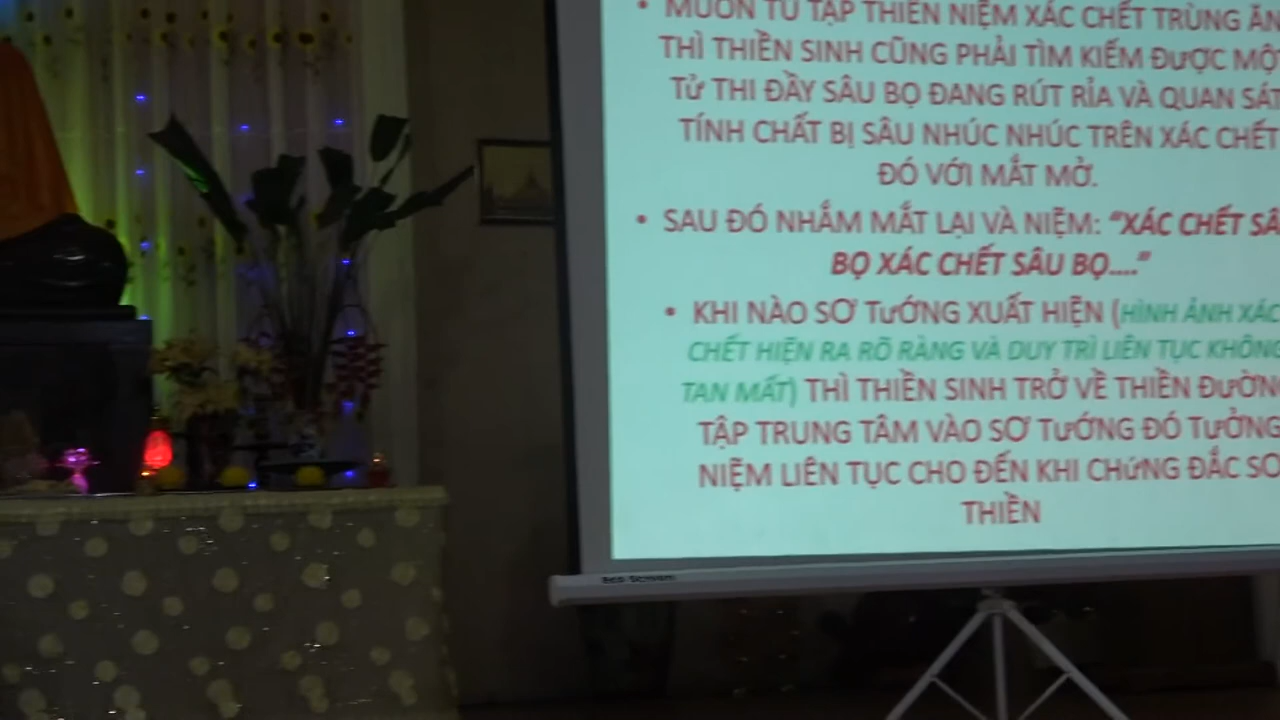 • MUỐN TU TẬP THIỀN NIỆM XÁC CHẾT TRÙNG ĂN
THÌ THIỀN SINH CŨNG PHẢI TÌM KIẾM ĐƯỢC
TỬ THI ĐẦY SÂU BỌ ĐANG RÚT RỈA VÀ QUAN SÁT
TÍNH CHẤT BỊ SÂU NHÚC NHÚC TRÊN XÁC CHẾT
ĐÓ VỚI MẮT MỞ.
• SAU ĐÓ NHẮM MẮT LẠI VÀ NIỆM: “XÁC CHẾT
BỌ XÁC CHẾT SÂU BỌ....”
• KHI NÀO SƠ TƯỚNG XUẤT HIỆN (HÌNH ẢNH XÁC
CHẾT HIỆN RA RÕ RÀNG VÀ DUY TRÌ LIÊN TỤC KHÔNG
TAN MẤT) THÌ THIỀN SINH TRỞ VỀ THIỀN
TẬP TRUNG TÂM VÀO SƠ TƯỚNG ĐÓ TƯỞNG
NIỆM LIÊN TỤC CHO ĐẾN KHI CHỨNG ĐẮC SƠ
THIỀN